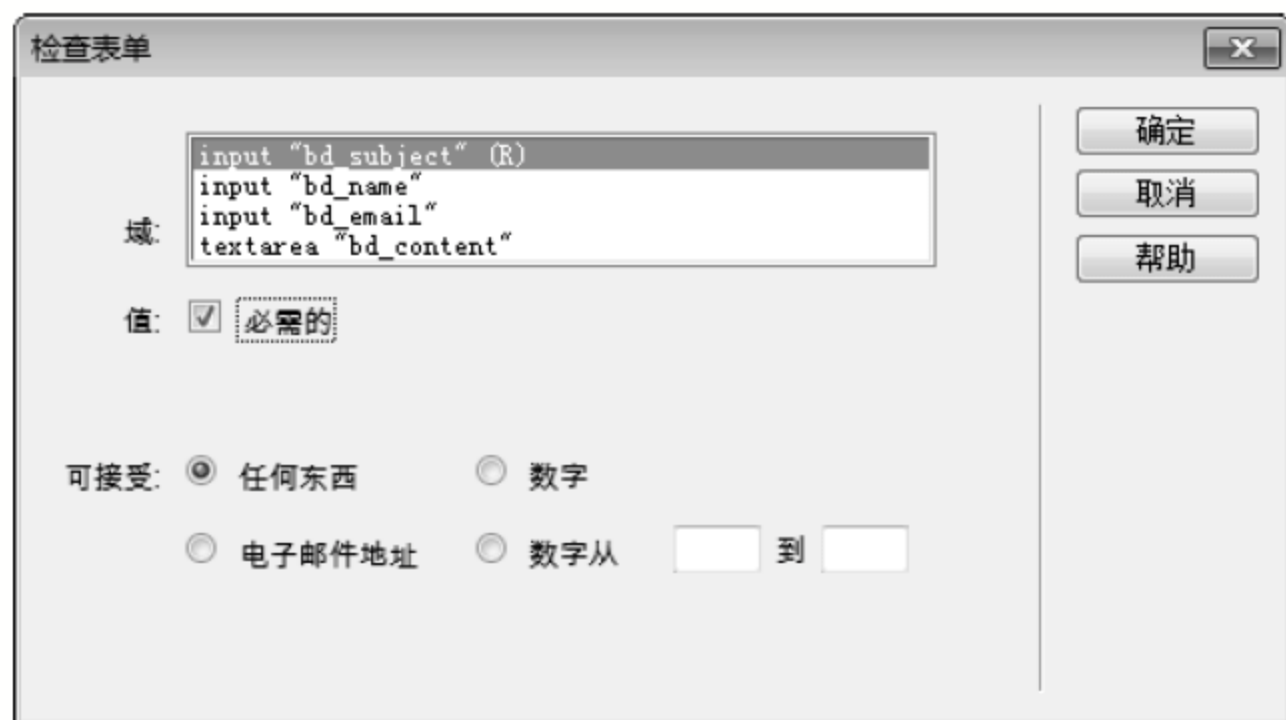 检查表单
确定
取消
帮助
域:
input "bd_subject" (R)
input "bd_name"
input "bd_email"
textarea "bd_content"
值:
必需的
可接受: 任何东西 数字
电子邮件地址 数字从 到